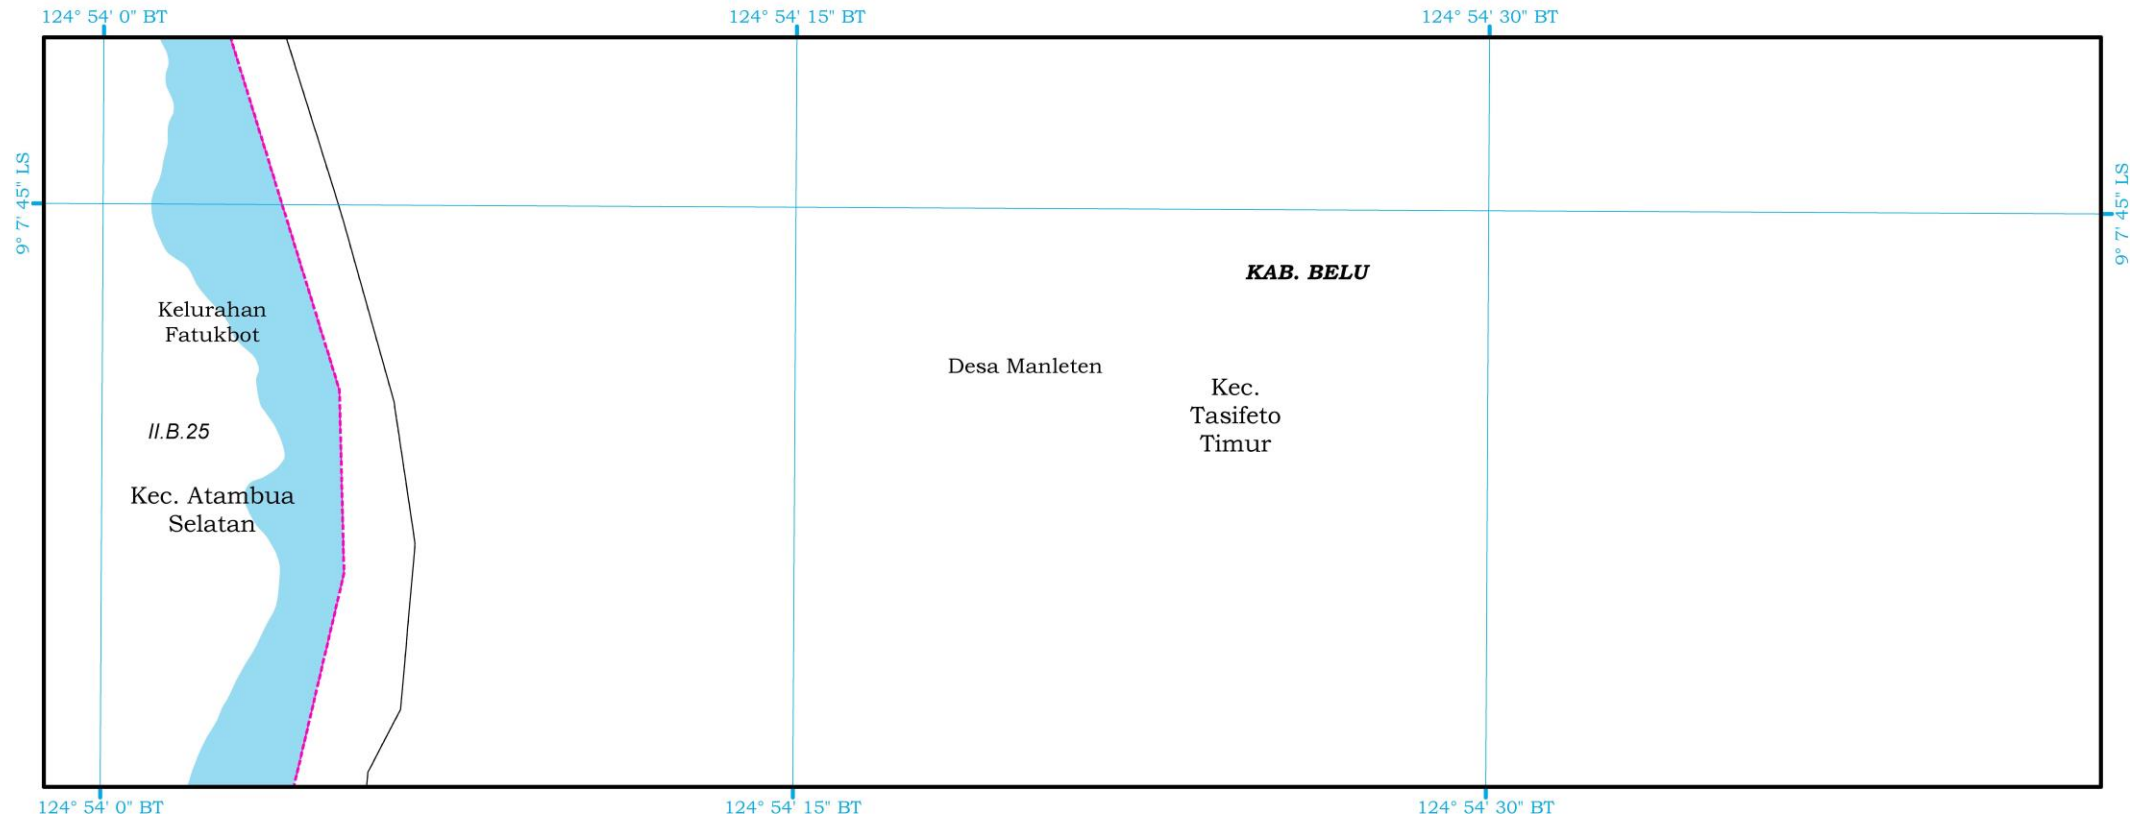 124° 54' 0" BT
124° 54' 15" BT
124° 54' 30" BT
9° 7' 45" LS
9° 7' 45" LS
KAB. BELU
Kelurahan
Fatukbot
Desa Manleten
Kec.
Tasifeto
Timur
II.B.25
Kec. Atambua
Selatan
124° 54' 0" BT
124° 54' 15" BT
124° 54' 30" BT